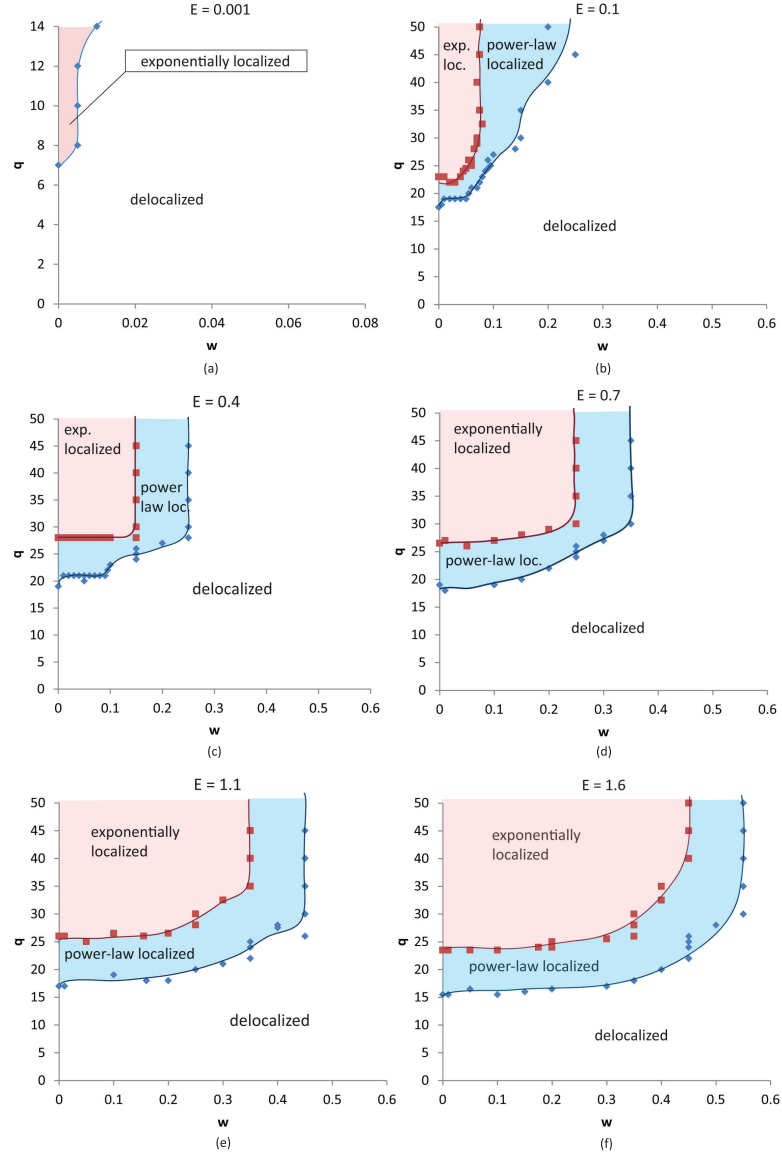 E = 0.001
14
12
10
8
6
4
2
0
q
exponentially localized
delocalized
0 0.02 0.04 0.06 0.08
w
(a)
E = 0.1
50
45
40
35
30
25
20
15
10
5
0
q
exp.
loc.
power-law
localized
delocalized
0 0.1 0.2 0.3 0.4 0.5 0.6
w
(b)
E = 0.4
50
45
40
35
30
25
20
15
10
5
0
q
exp.
localized
power
law loc.
delocalized
0 0.1 0.2 0.3 0.4 0.5 0.6
w
(c)
E = 0.7
50
45
40
35
30
25
20
15
10
5
0
q
exponentially
localized
power-law loc.
delocalized
0 0.1 0.2 0.3 0.4 0.5 0.6
w
(d)
E = 1.1
50
45
40
35
30
25
20
15
10
5
0
q
exponentially
localized
power-law localized
delocalized
0 0.1 0.2 0.3 0.4 0.5 0.6
w
(e)
E = 1.6
50
45
40
35
30
25
20
15
10
5
0
q
exponentially
localized
power-law localized
delocalized
0 0.1 0.2 0.3 0.4 0.5 0.6
w
(f)